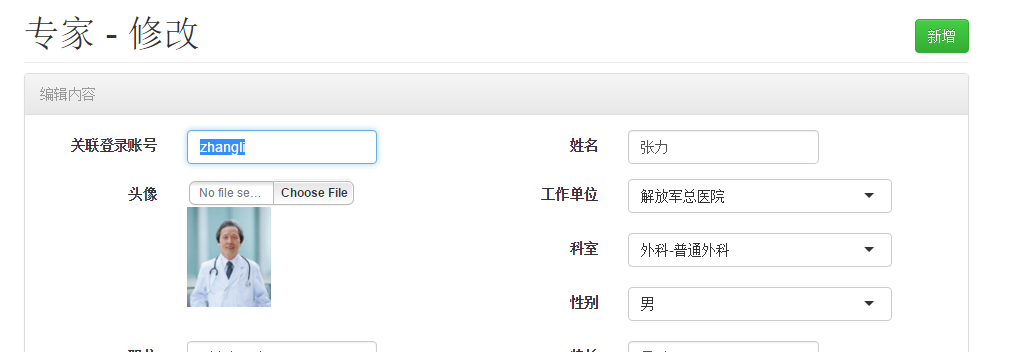 专家 - 修改
新增
编辑内容
关联登录账号 zhangli 姓名 张力
头像 No file se... Choose File 工作单位 解放军总医院
科室 外科-普通外科
性别 男